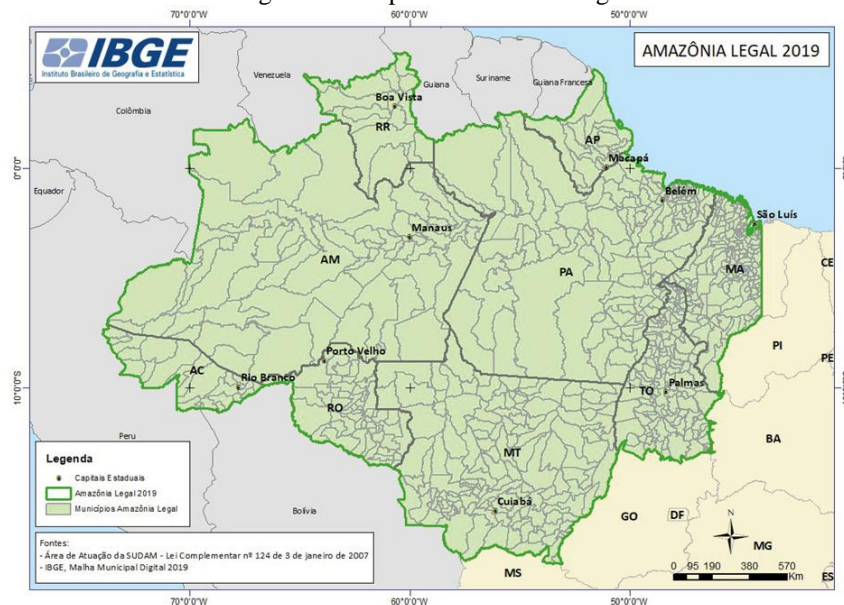 70°0'0"W 60°0'0"W 50°0'0"W
IBGE
Instituto Brasileiro de Geografia e Estatística
AMAZÔNIA LEGAL 2019
Venezuela
Guiana
Suriname
Guiana Francesa
Colômbia
Boa Vista
RR
AP
Macapá
0°0'0"
Equador
Belém
São Luís
Manaus
AM
PA
MA
CE
PI
PE
Porto Velho
AC
Rio Branco
RO
TO
Palmas
10°0'0"S
MT
BA
Peru
Cuiabá
Bolívia
GO
DF
MG
MS
ES
Legenda
Capitais Estaduais
Amazônia Legal 2019
Municípios Amazônia Legal
Fontes:
- Área de Atuação da SUDAM - Lei Complementar nº 124 de 3 de janeiro de 2007
- IBGE, Malha Municipal Digital 2019
N
0 95 190 380 570
Km
70°0'0"W 60°0'0"W 50°0'0"W